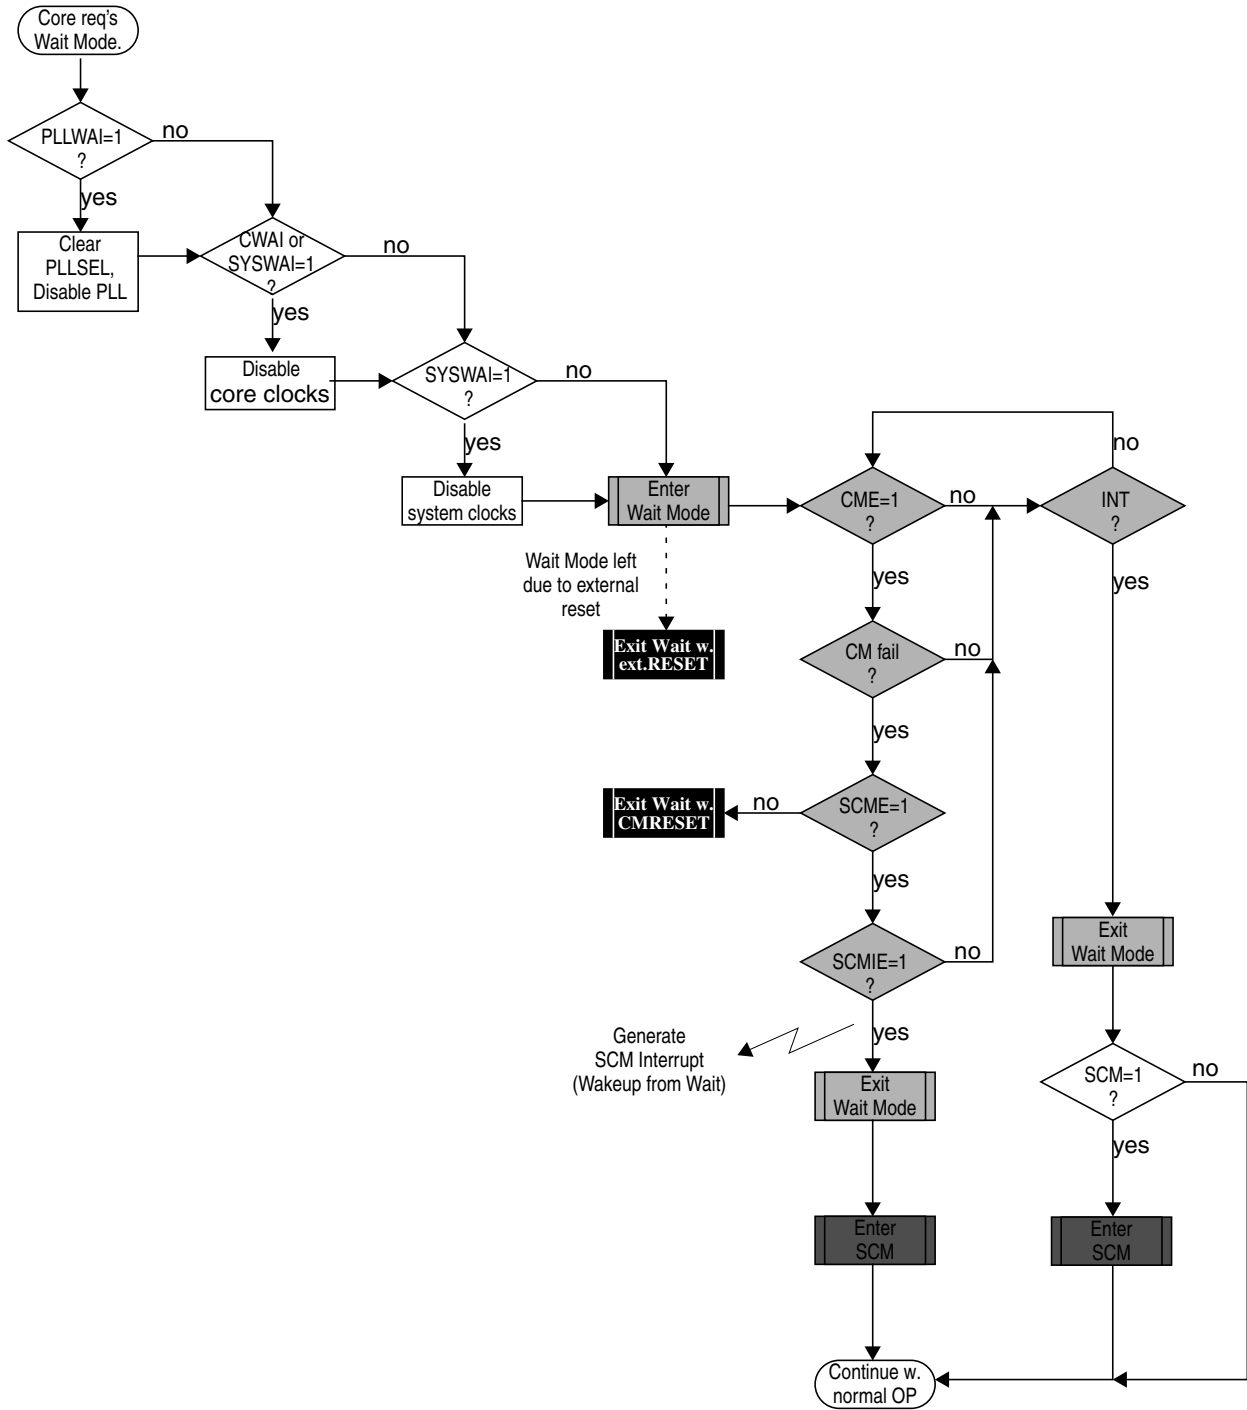 Core req's
Wait Mode.
PLLWAI=1
?
no
yes
Clear
PLLSEL,
Disable PLL
CWAI or
SYSWAI=1
?
no
yes
Disable
core clocks
SYSWAI=1
?
no
yes
Disable
system clocks
Enter
Wait Mode
Wait Mode left
due to external
reset
Exit Wait w.
ext.RESET
CME=1
?
no
yes
INT
?
no
yes
CM fail
?
no
yes
SCME=1
?
no
yes
Exit Wait w.
CMRESET
SCMIE=1
?
no
yes
Generate
SCM Interrupt
(Wakeup from Wait)
Exit
Wait Mode
Enter
SCM
Exit
Wait Mode
SCM=1
?
no
yes
Enter
SCM
Continue w.
normal OP